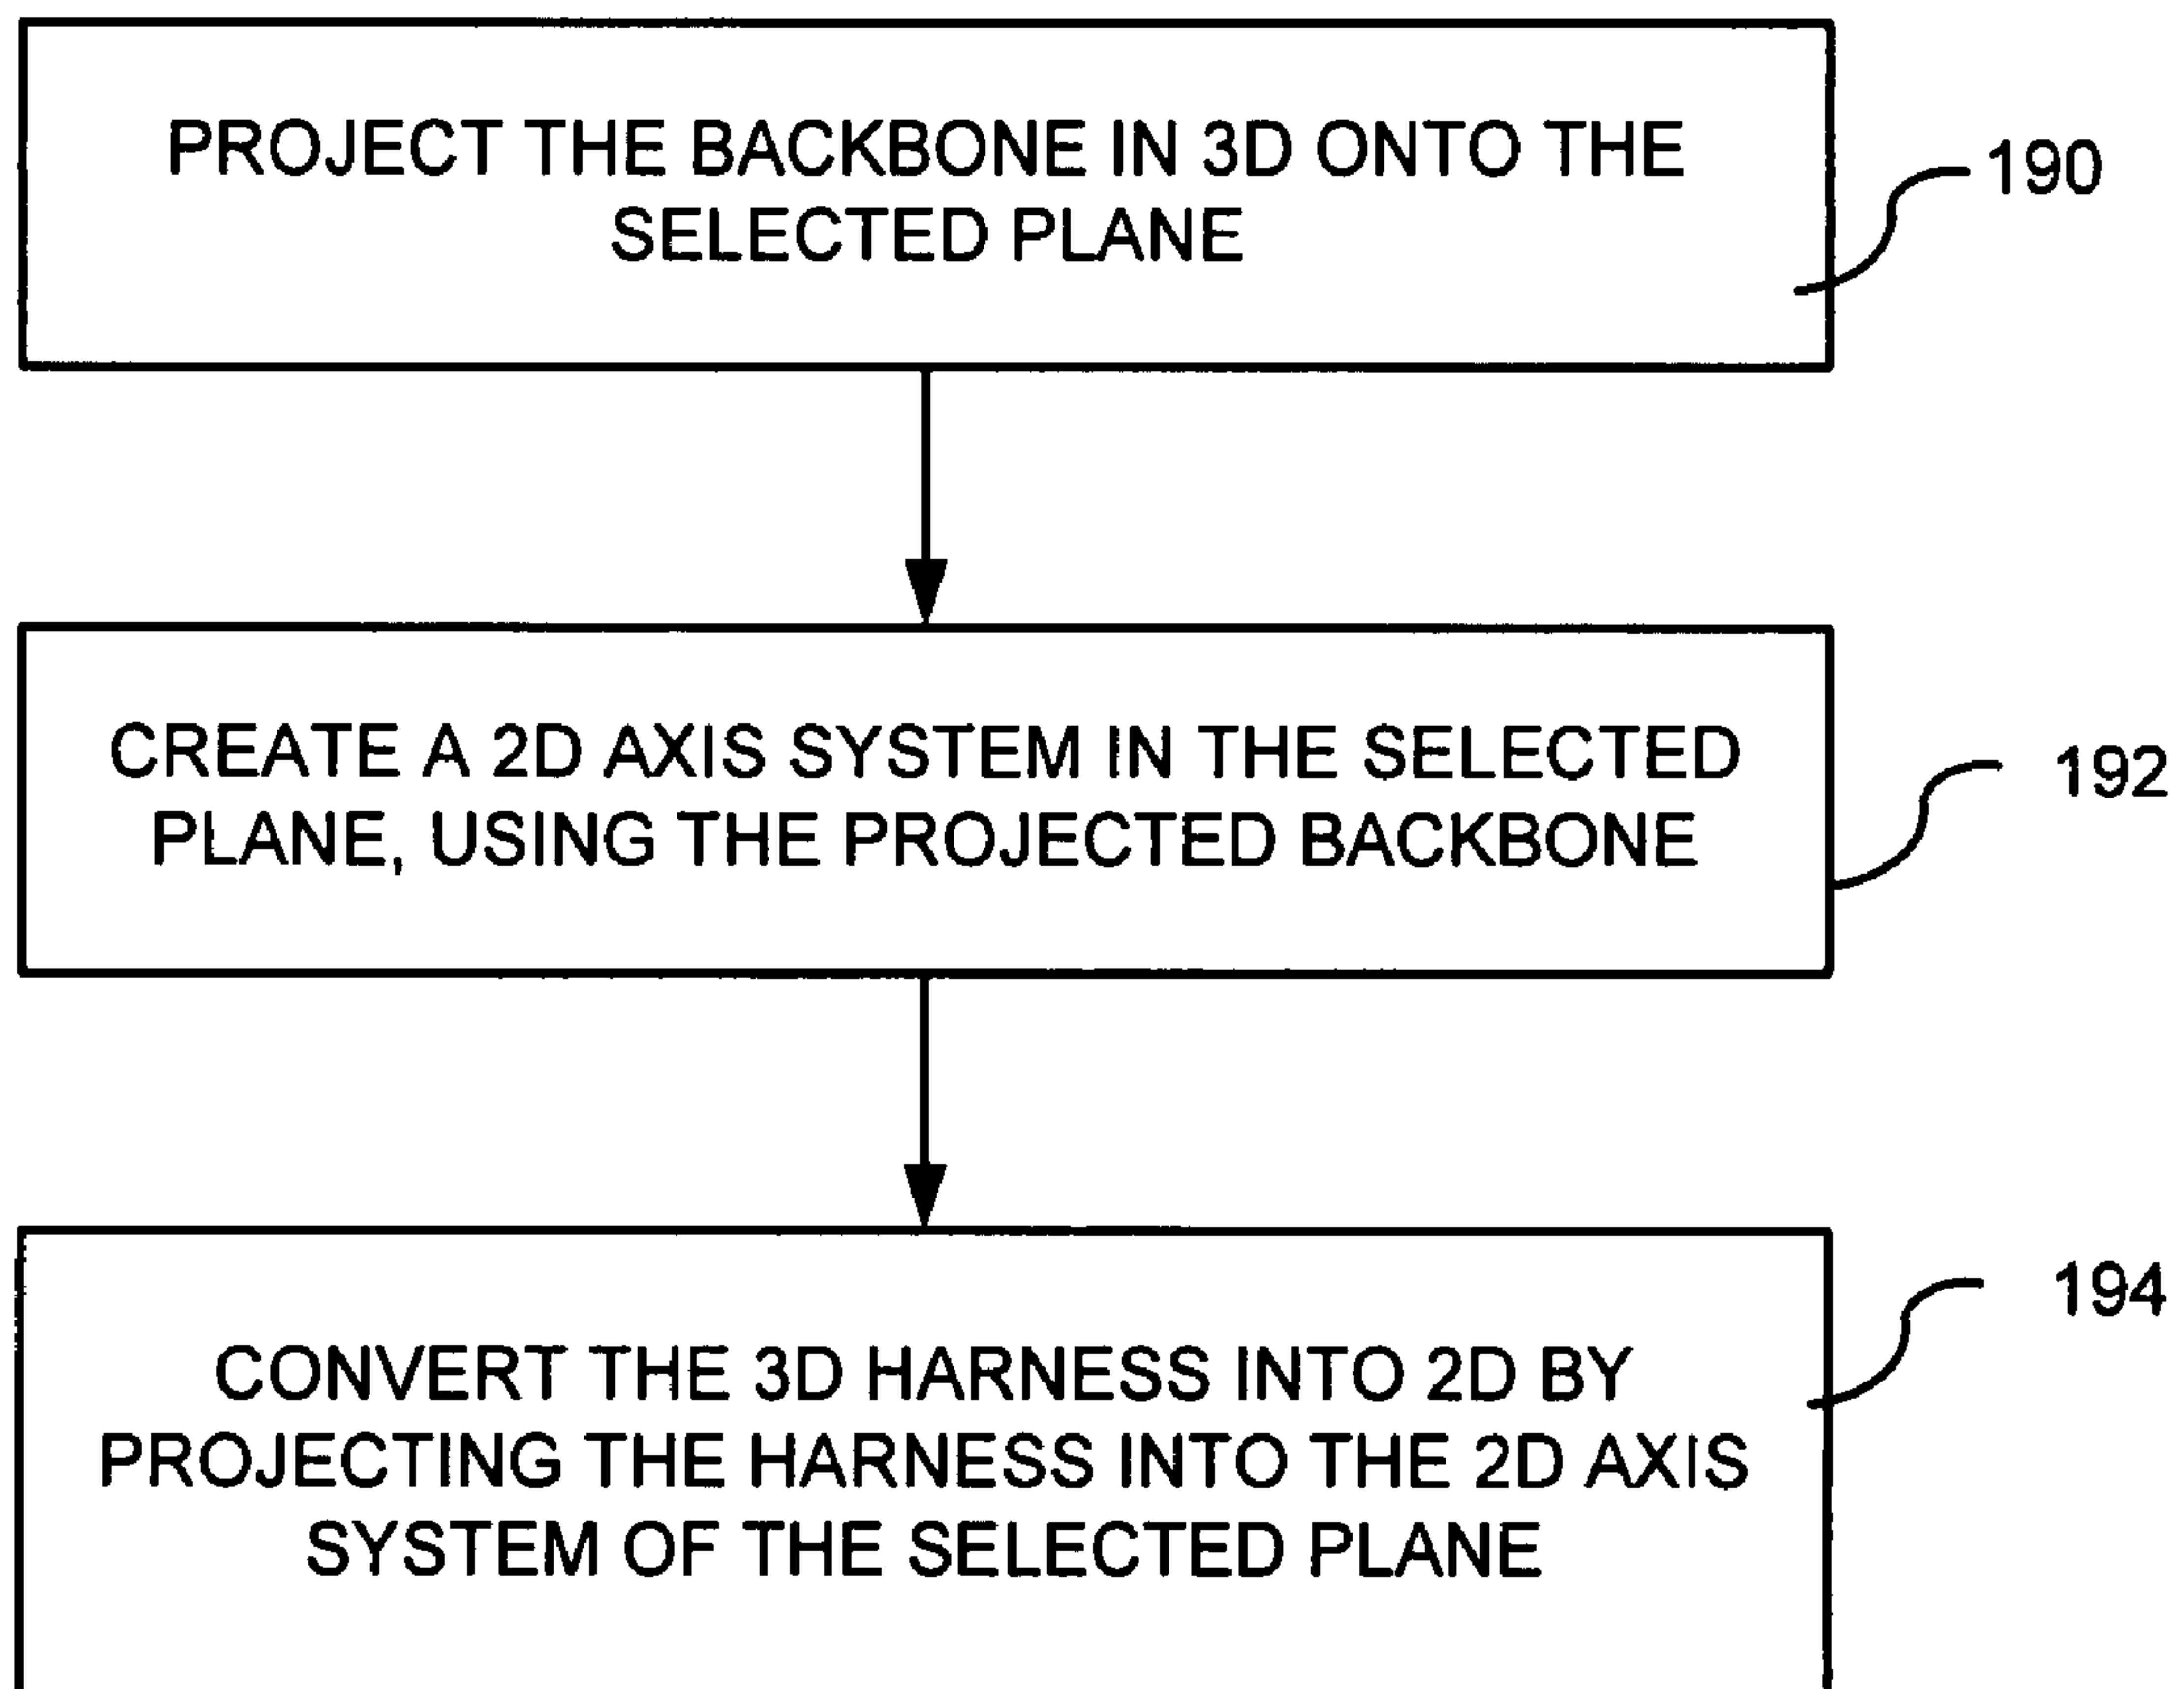 PROJECT THE BACKBONE IN 3D ONTO THE
SELECTED PLANE
190
CREATE A 2D AXIS SYSTEM IN THE SELECTED
PLANE, USING THE PROJECTED BACKBONE
192
CONVERT THE 3D HARNESS INTO 2D BY
PROJECTING THE HARNESS INTO THE 2D AXIS
SYSTEM OF THE SELECTED PLANE
194